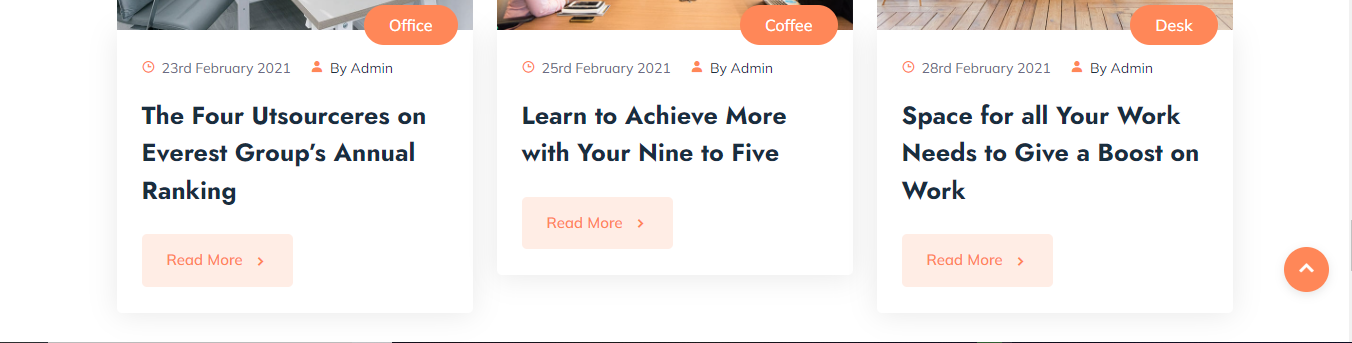 Office
23rd February 2021 By Admin
The Four Utsourceres on
Everest Group’s Annual
Ranking
Read More
Coffee
25rd February 2021 By Admin
Learn to Achieve More
with Your Nine to Five
Read More
Desk
28rd February 2021 By Admin
Space for all Your Work
Needs to Give a Boost on
Work
Read More